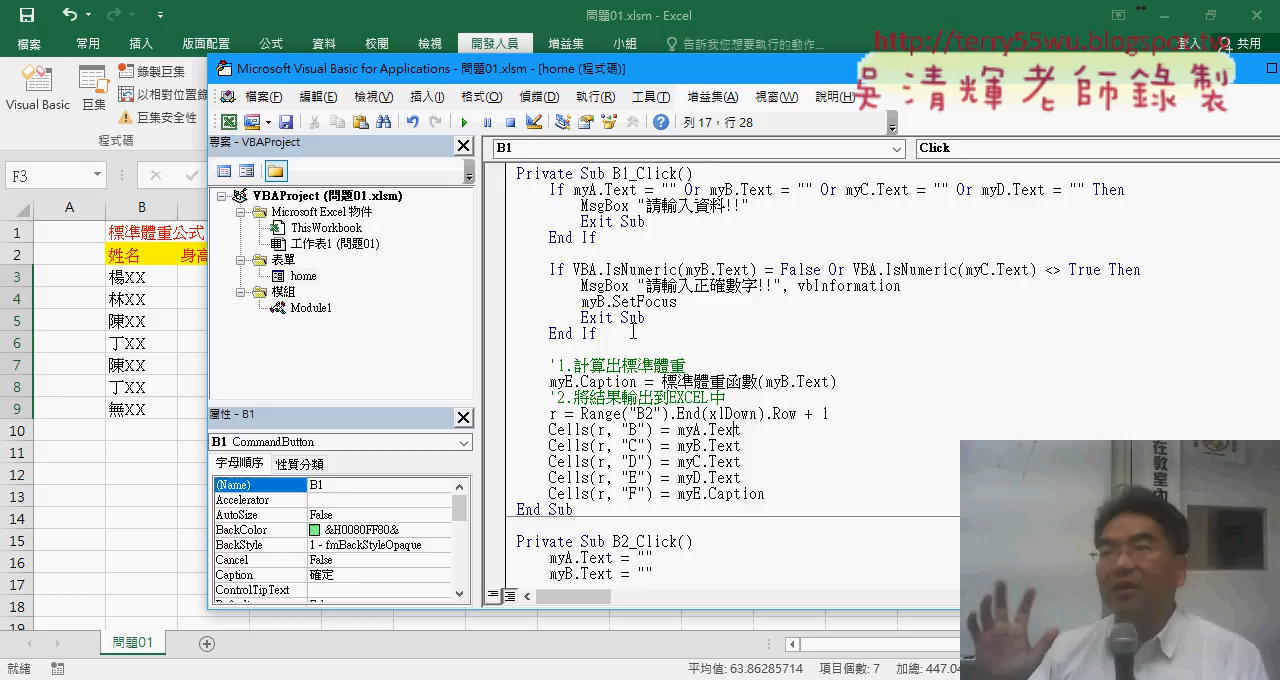 問題01.xlsm - Excel
檔案 常用 插入 版面配置 公式 資料 校閱 檢視 開發人員 增益集 小組 告訴我您想要執行的動作... 登入 共用
http://terry55wu.blogspot.tw
吳清輝老師錄製
Visual Basic 巨集
錄製巨集
以相對位置錄
巨集安全性
程式碼
F3
Microsoft Visual Basic for Applications - 問題01.xlsm - [home (程式碼)]
檔案(F) 編輯(E) 檢視(V) 插入(I) 格式(O) 偵錯(D) 執行(R) 工具(T) 增益集(A) 視窗(W) 說明(H)
列 17，行 28
專案 - VBAProject
VBAProject (問題01.xlsm)
Microsoft Excel 物件
ThisWorkbook
工作表1 (問題01)
表單
home
模組
Module1
屬性 - B1
B1 CommandButton
字母順序 性質分類
(Name) B1
Accelerator
AutoSize False
BackColor &H0080FF80&
BackStyle 1 - fmBackStyleOpaque
Cancel False
Caption 確定
ControlTipText
B1 Click
Private Sub B1_Click()
If myA.Text = "" Or myB.Text = "" Or myC.Text = "" Or myD.Text = "" Then
MsgBox "請輸入資料!!"
Exit Sub
End If
If VBA.IsNumeric(myB.Text) = False Or VBA.IsNumeric(myC.Text) <> True Then
MsgBox "請輸入正確數字!!", vbInformation
myB.SetFocus
Exit Sub
End If
'1.計算出標準體重
myE.Caption = 標準體重函數(myB.Text)
'2.將結果輸出到EXCEL中
r = Range("B2").End(xlDown).Row + 1
Cells(r, "B") = myA.Text
Cells(r, "C") = myB.Text
Cells(r, "D") = myC.Text
Cells(r, "E") = myD.Text
Cells(r, "F") = myE.Caption
End Sub
Private Sub B2_Click()
myA.Text = ""
myB.Text = ""
A B
1 標準體重公式
2 姓名 身高
3 楊XX
4 林XX
5 陳XX
6 丁XX
7 陳XX
8 丁XX
9 無XX
10
11
12
13
14
15
16
17
18
19
問題01
就緒
平均值: 63.86285714 項目個數: 7 加總: 447.04
在教室內